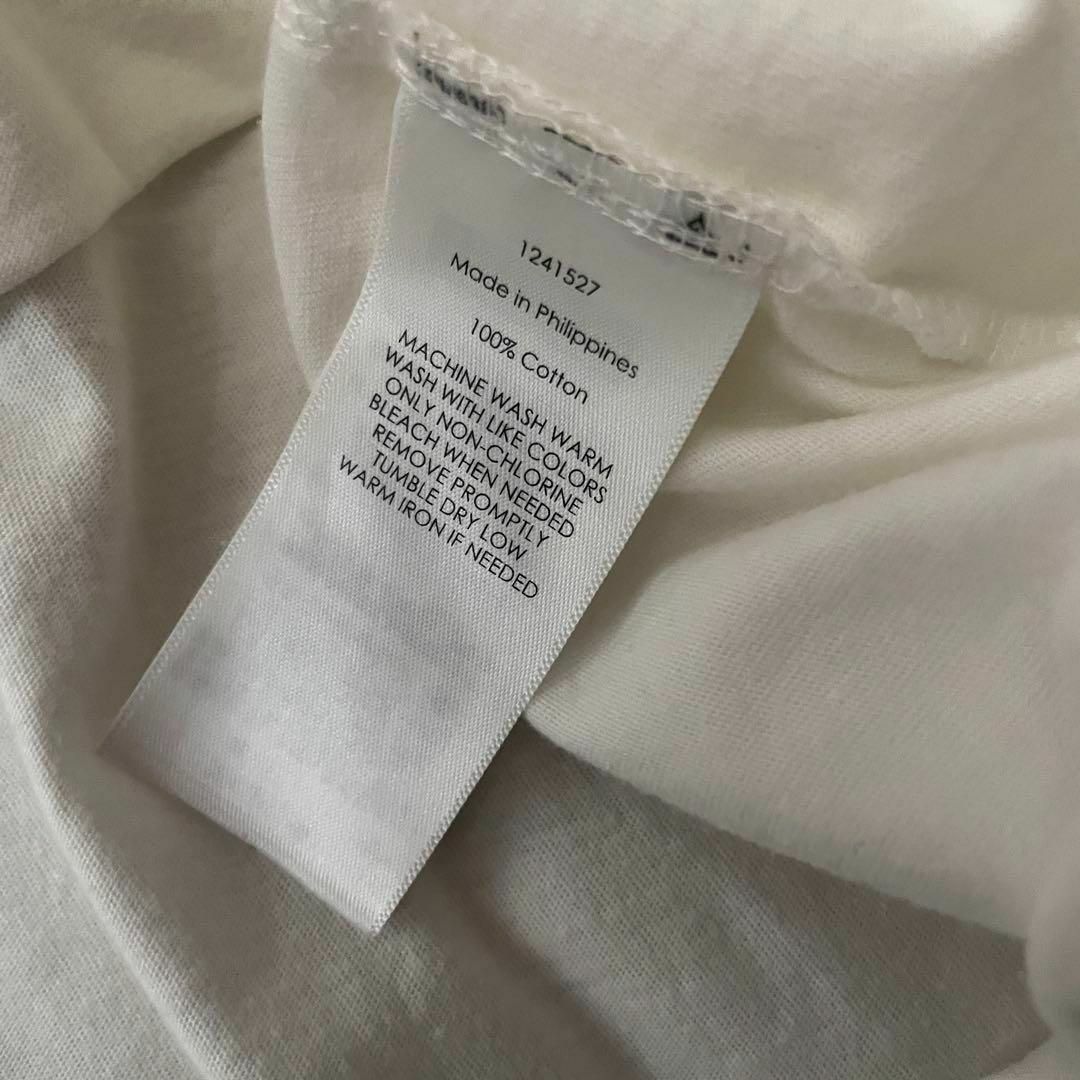 1241527
Made in Philippines
100% Cotton
MACHINE WASH WARM
WASH WITH LIKE COLORS
ONLY NON-CHLORINE
BLEACH WHEN NEEDED
REMOVE PROMPTLY
TUMBLE DRY LOW
WARM IRON IF NEEDED